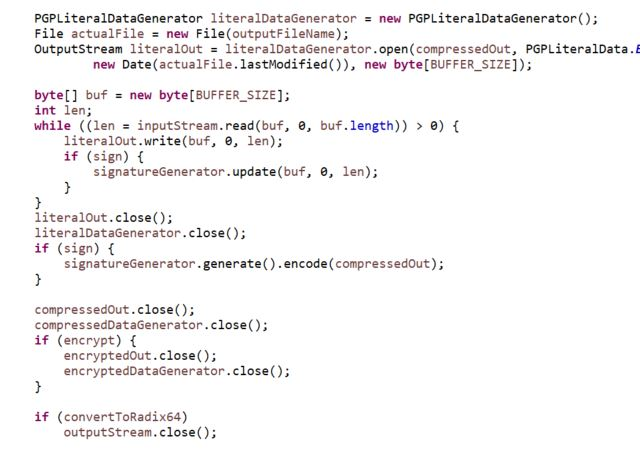 PGPLiteralDataGenerator literalDataGenerator = new PGPLiteralDataGenerator();
File actualFile = new File(outputFileName);
OutputStream literalOut = literalDataGenerator.open(compressedOut, PGPLiteralData.
new Date(actualFile.lastModified()), new byte[BUFFER_SIZE]);
byte[] buf = new byte[BUFFER_SIZE];
int len;
while ((len = inputStream.read(buf, 0, buf.length)) > 0) {
literalOut.write(buf, 0, len);
if (sign) {
signatureGenerator.update(buf, 0, len);
}
}
literalOut.close();
literalDataGenerator.close();
if (sign) {
signatureGenerator.generate().encode(compressedOut);
}
compressedOut.close();
compressedDataGenerator.close();
if (encrypt) {
encryptedOut.close();
encryptedDataGenerator.close();
}
if (convertToRadix64)
outputStream.close();